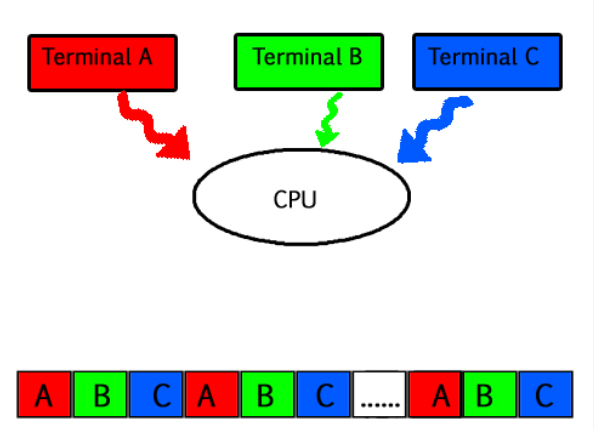 Terminal A
Terminal B
Terminal C
CPU
A B C A B C ...... A B C